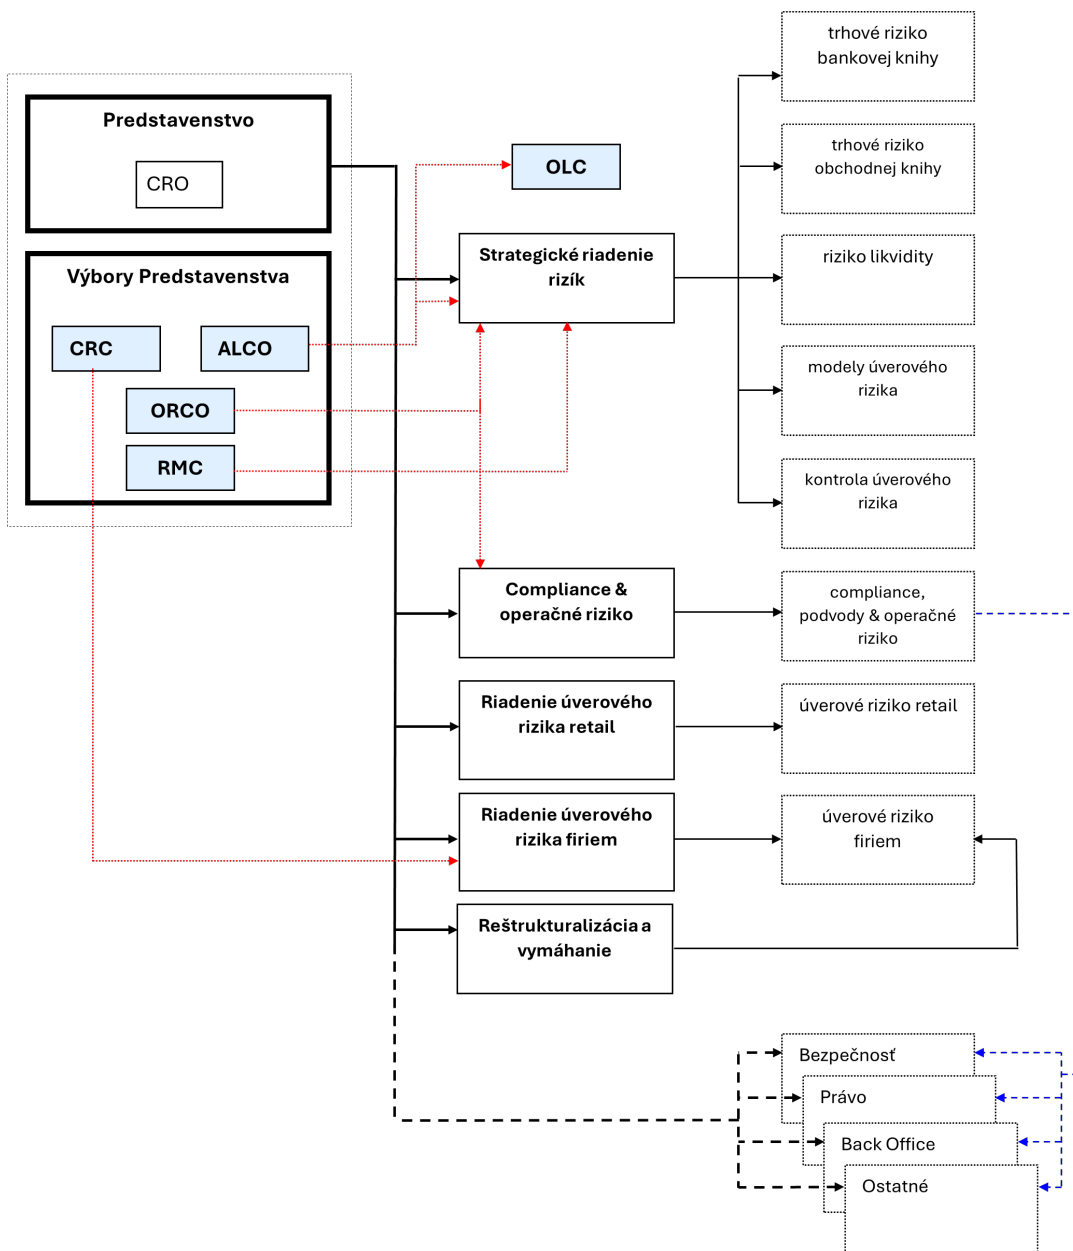 Predstavenstvo
CRO
Výbory Predstavenstva
CRC
ALCO
ORCO
RMC
OLC
Strategické riadenie
rizík
Compliance &
operačné riziko
Riadenie úverového
rizika retail
Riadenie úverového
rizika firiem
Reštrukturalizácia a
vymáhanie
trhové riziko
bankovej knihy
trhové riziko
obchodnej knihy
riziko likvidity
modely úverového
rizika
kontrola úverového
rizika
compliance,
podvody & operačné
riziko
úverové riziko retail
úverové riziko
firiem
Bezpečnosť
Právo
Back Office
Ostatné